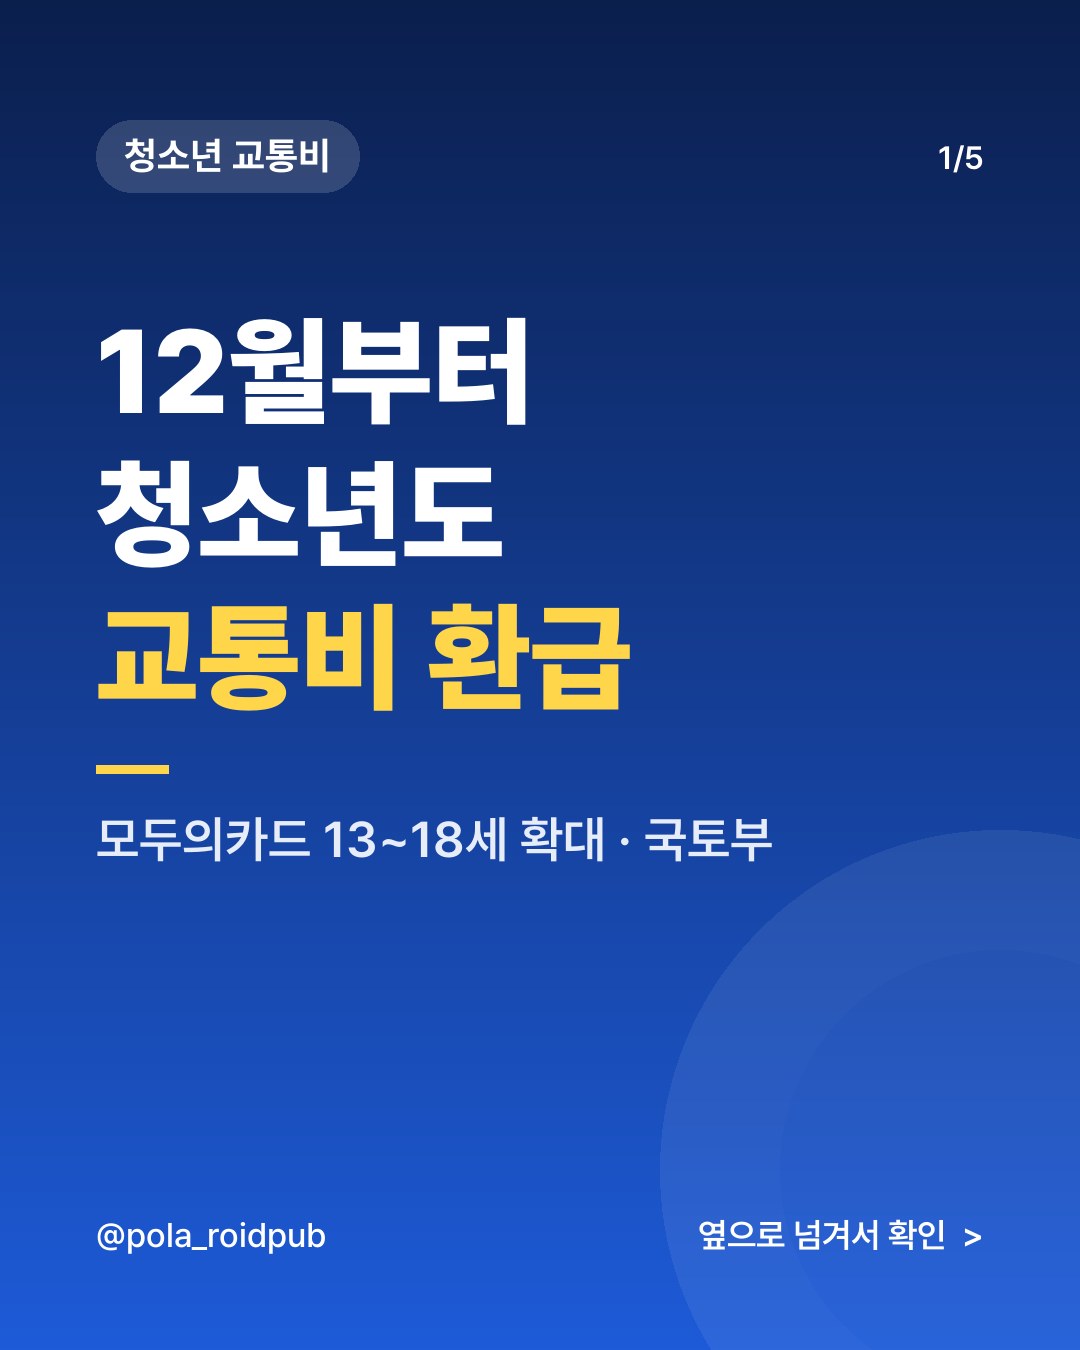 청소년 교통비
1/5
12월부터
청소년도
교통비 환급
모두의카드 13~18세 확대 · 국토부
@pola_roidpub
옆으로 넘겨서 확인 >